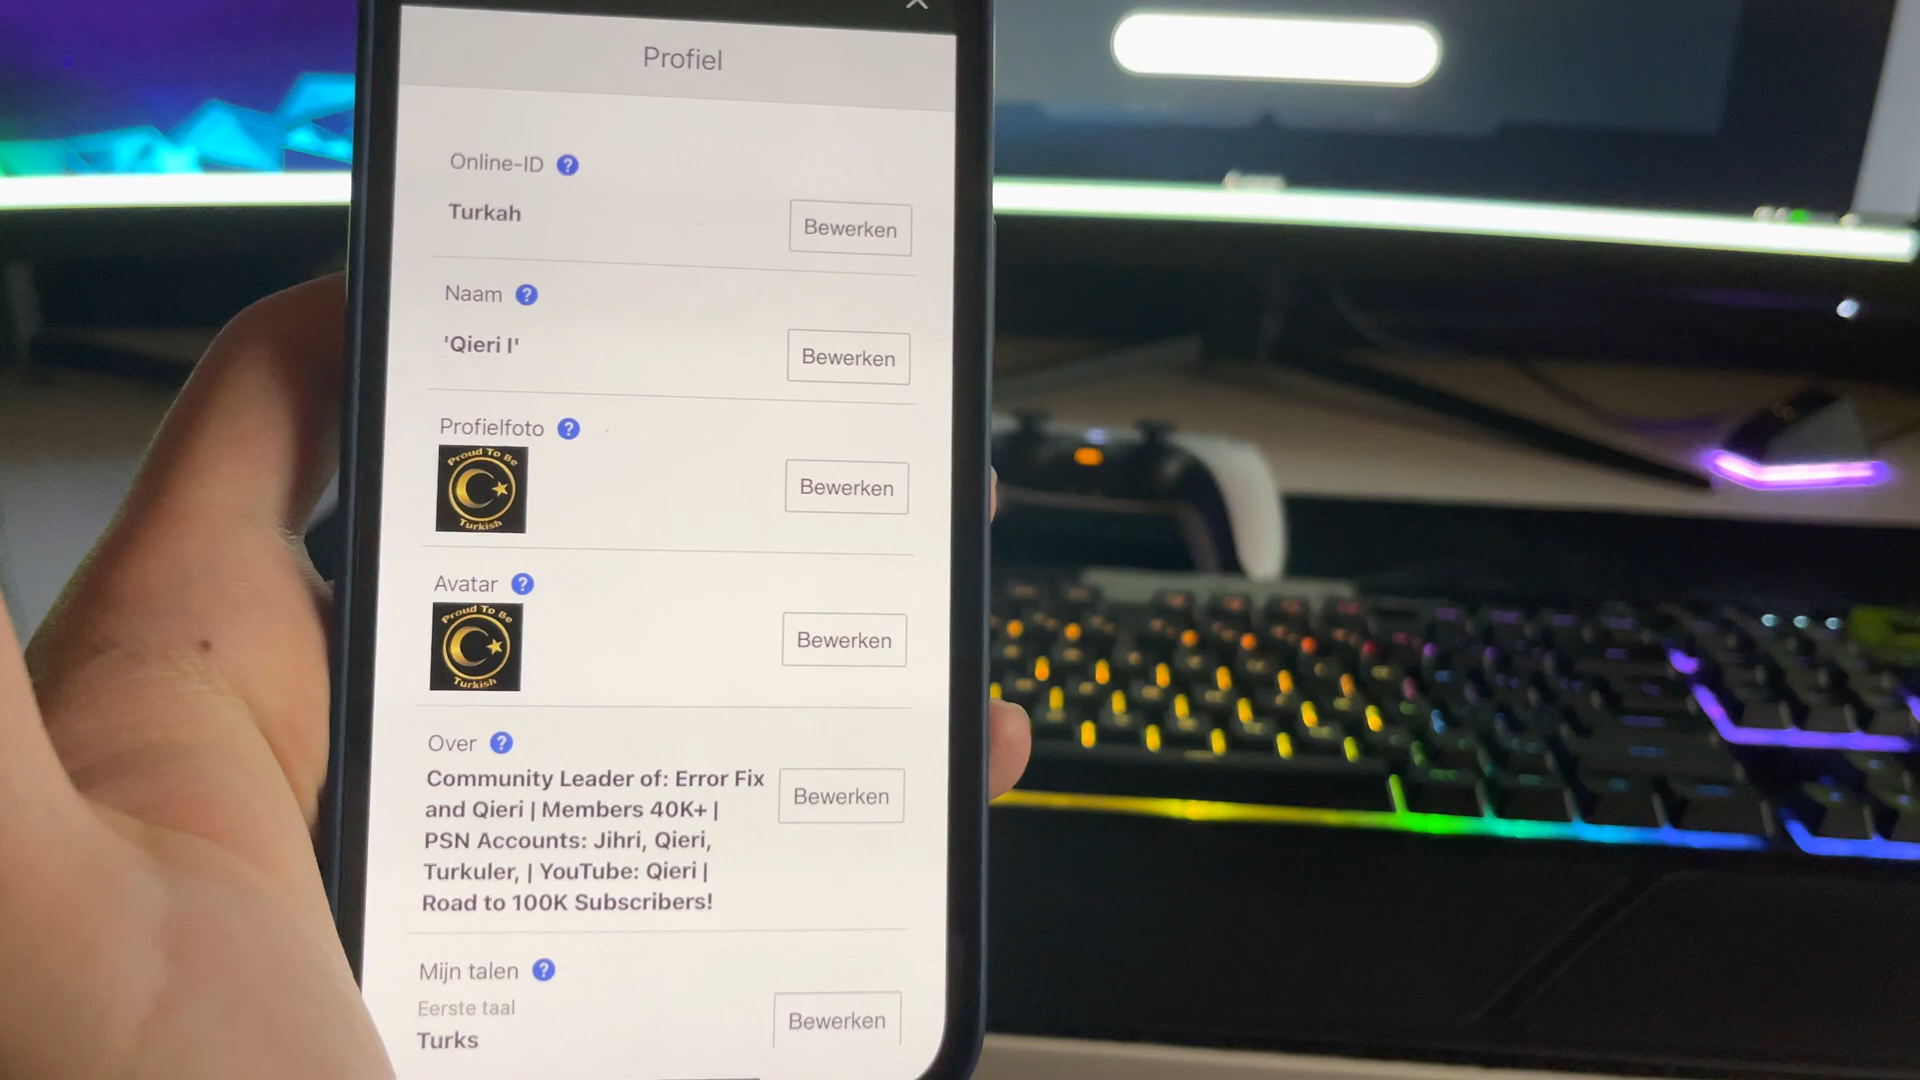 Profiel
Online-ID ?
Turkah
Bewerken
Naam ?
'Qieri I'
Bewerken
Profielfoto ?
Proud To Be
Turkish
Bewerken
Avatar ?
Proud To Be
Turkish
Bewerken
Over ?
Community Leader of: Error Fix
and Qieri | Members 40K+ |
PSN Accounts: Jihri, Qieri,
Turkuler, | YouTube: Qieri |
Road to 100K Subscribers!
Bewerken
Mijn talen ?
Eerste taal
Turks
Bewerken